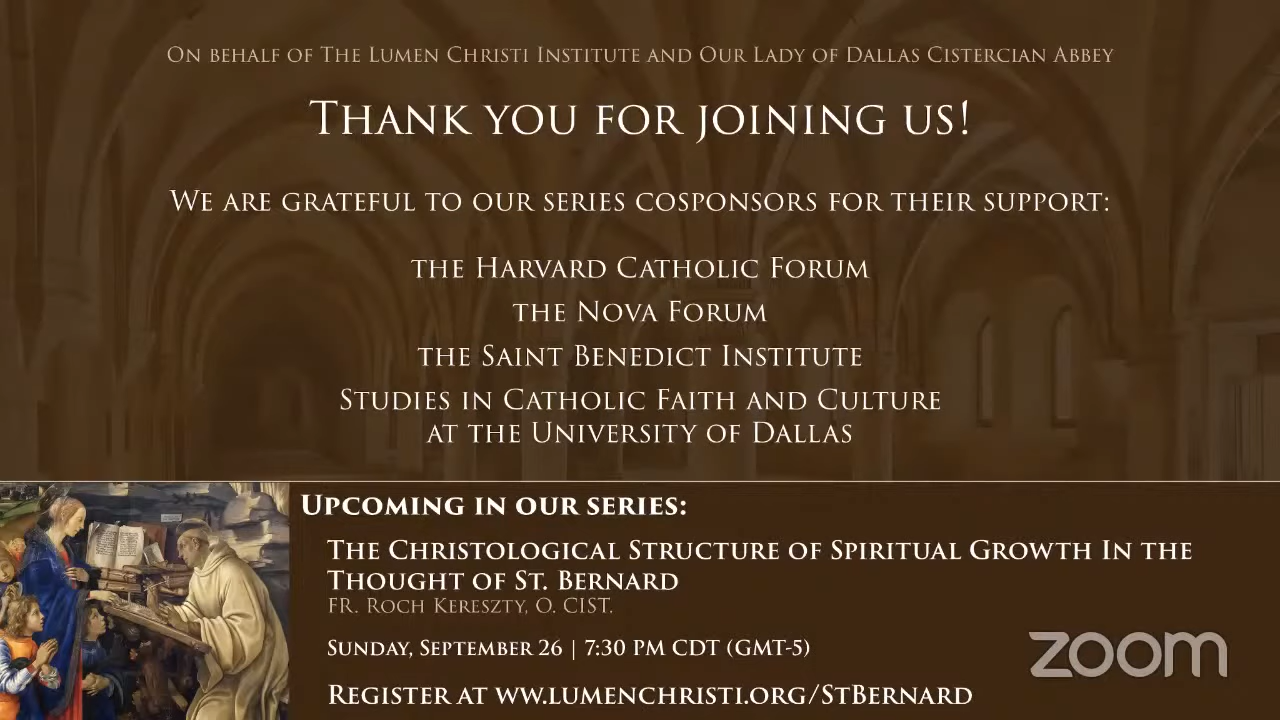 On behalf of The Lumen Christi Institute and Our Lady of Dallas Cistercian Abbey
Thank you for joining us!
We are grateful to our series cosponsors for their support:
the Harvard Catholic Forum
the Nova Forum
the Saint Benedict Institute
Studies in Catholic Faith and Culture
at the University of Dallas
Upcoming in our series:
The Christological Structure of Spiritual Growth In the
Thought of St. Bernard
FR. Roch Kereszty, O. Cist.
Sunday, September 26 | 7:30 PM CDT (GMT-5)
Register at ww.lumenchristi.org/StBernard
zoom